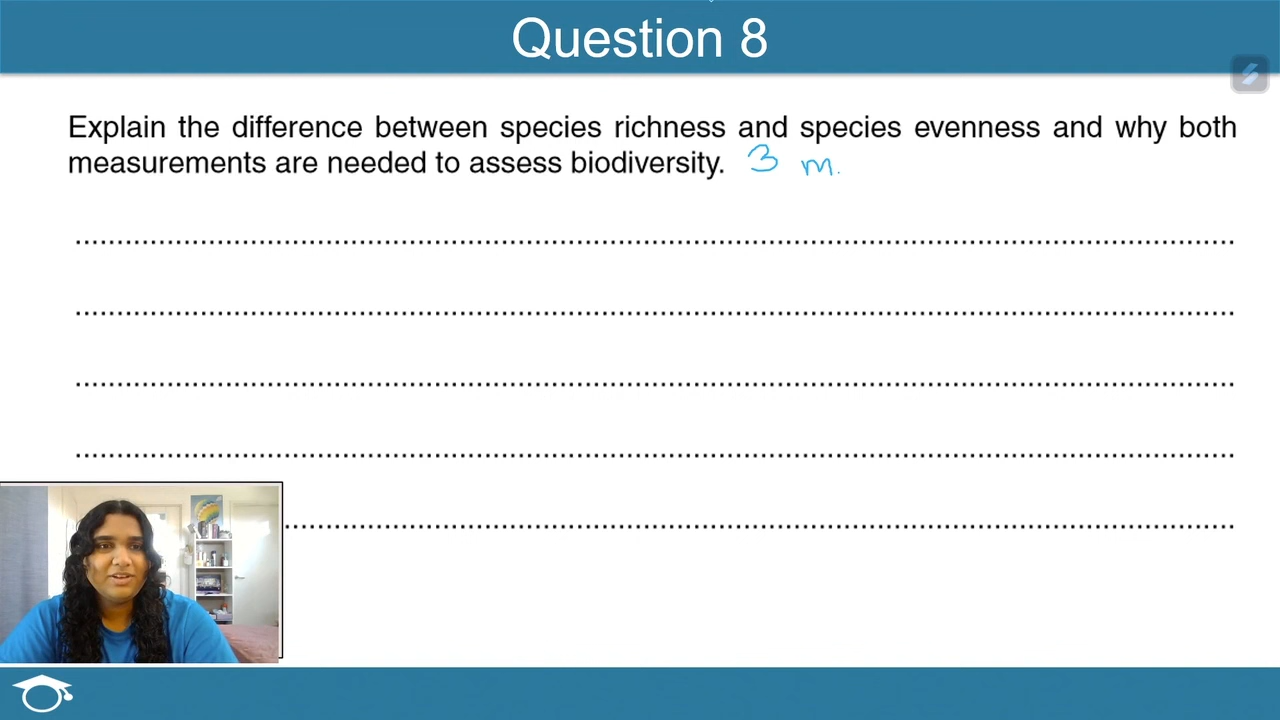 Question 8
Explain the difference between species richness and species evenness and why both
measurements are needed to assess biodiversity. 3 m.